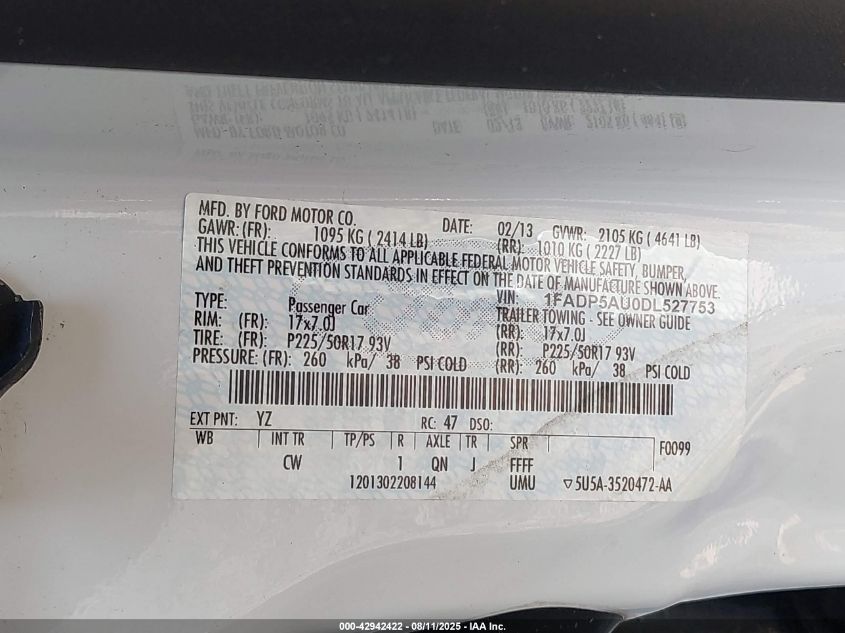 MFD. BY FORD MOTOR CO. DATE: 02/13 GVWR: 2105 KG ( 4641 LB)
GAWR: (FR): 1095 KG ( 2414 LB) (RR): 1010 KG ( 2227 LB)
THIS VEHICLE CONFORMS TO ALL APPLICABLE FEDERAL MOTOR VEHICLE SAFETY, BUMPER,
AND THEFT PREVENTION STANDARDS IN EFFECT ON THE DATE OF MANUFACTURE SHOWN ABOVE.
VIN: 1FADP5AU0DL527753
TYPE: Passenger Car TRAILER TOWING - SEE OWNER GUIDE
RIM: (FR): 17x7.0J (RR): 17x7.0J
TIRE: (FR): P225/50R17 93V (RR): P225/50R17 93V
PRESSURE: (FR): 260 kPa/ 38 PSI COLD (RR): 260 kPa/ 38 PSI COLD
EXT PNT: YZ RC: 47 DSO:
WB INT TR TP/PS R AXLE TR SPR F0099
CW 1 QN J FFFF
1201302208144 UMU ▽5U5A-3520472-AA
000-42942422 - 08/11/2025 - IAA Inc.